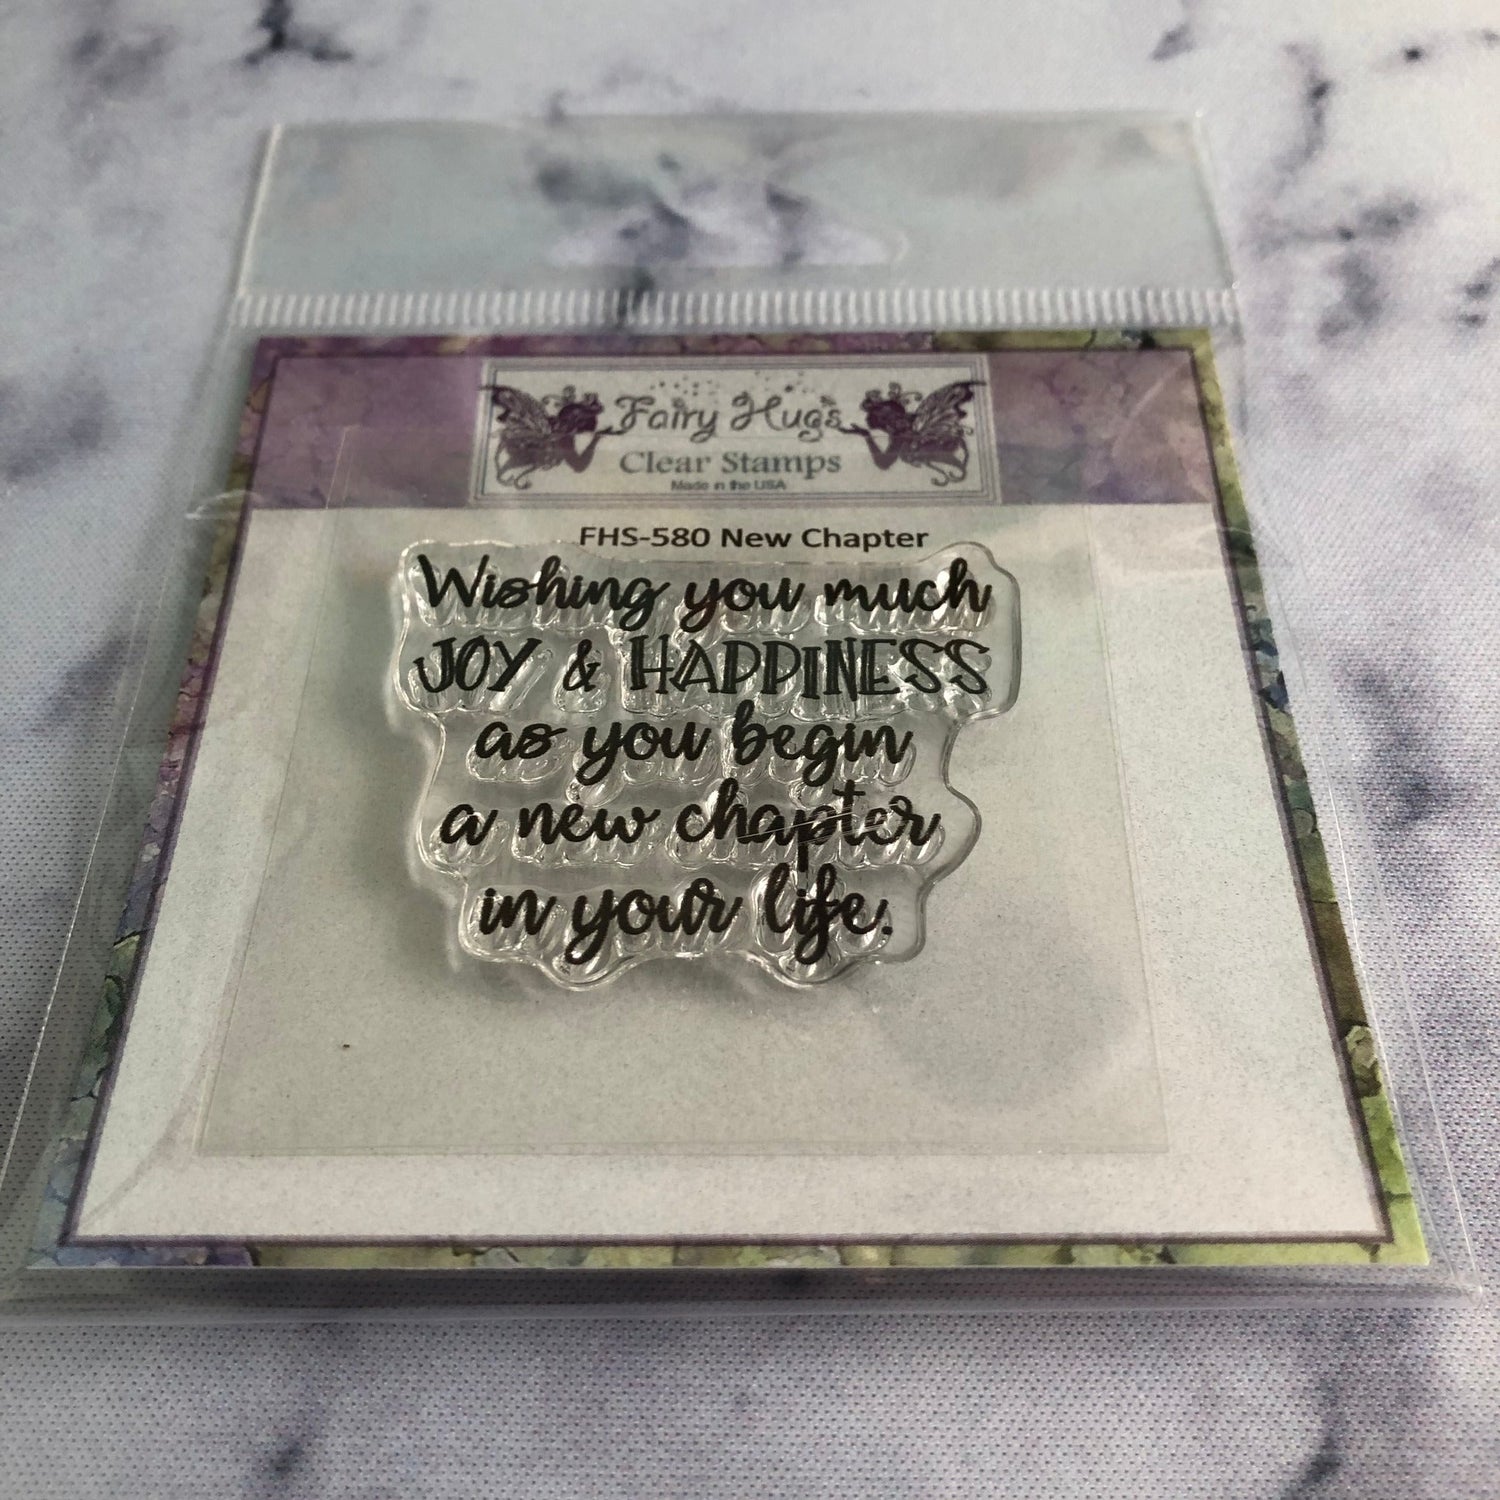 Fairy Hugs
Clear Stamps
Made in the USA
FHS-580 New Chapter
Wishing you much
JOY & HAPPINESS
as you begin
a new chapter
in your life.